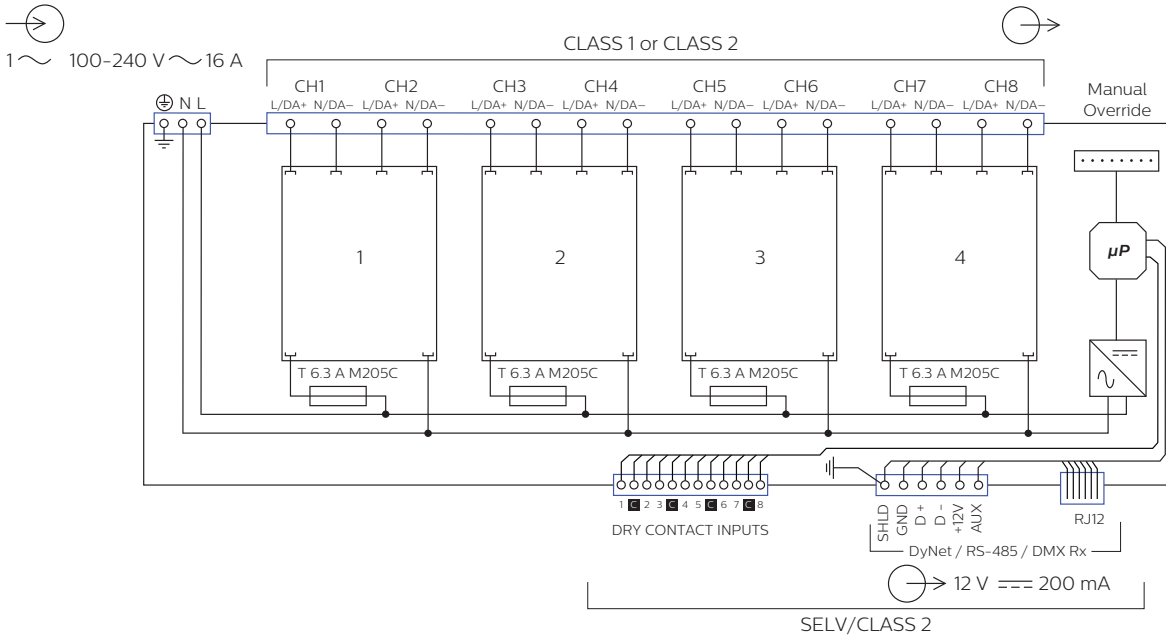 1 ~ 100-240 V ~ 16 A
CLASS 1 or CLASS 2
CH1 CH2 CH3 CH4 CH5 CH6 CH7 CH8
Manual
Override
L/DA+ N/DA− L/DA+ N/DA− L/DA+ N/DA− L/DA+ N/DA− L/DA+ N/DA− L/DA+ N/DA− L/DA+ N/DA− L/DA+ N/DA−
N L
1 2 3 4
µP
T 6.3 A M205C T 6.3 A M205C T 6.3 A M205C T 6.3 A M205C
1 C 2 3 C 4 5 C 6 7 C 8
DRY CONTACT INPUTS
SHLD
GND
D +
D -
+12V
AUX
RJ12
DyNet / RS-485 / DMX Rx
12 V ⎓ 200 mA
SELV/CLASS 2